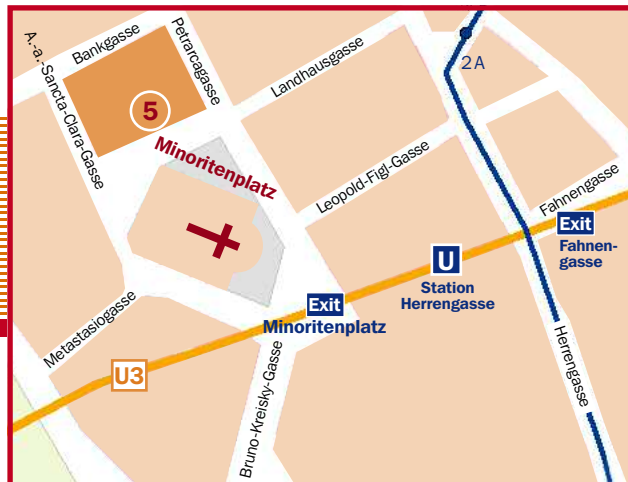 A.-a.-Sancta-Clara-Gasse
Bankgasse
Petrarcagasse
Landhausgasse
2A
5
Minoritenplatz
Leopold-Figl-Gasse
Fahnengasse
Exit
Fahnen-
gasse
U
Station
Herrengasse
Exit
Minoritenplatz
Metastasiogasse
U3
Bruno-Kreisky-Gasse
Herrengasse